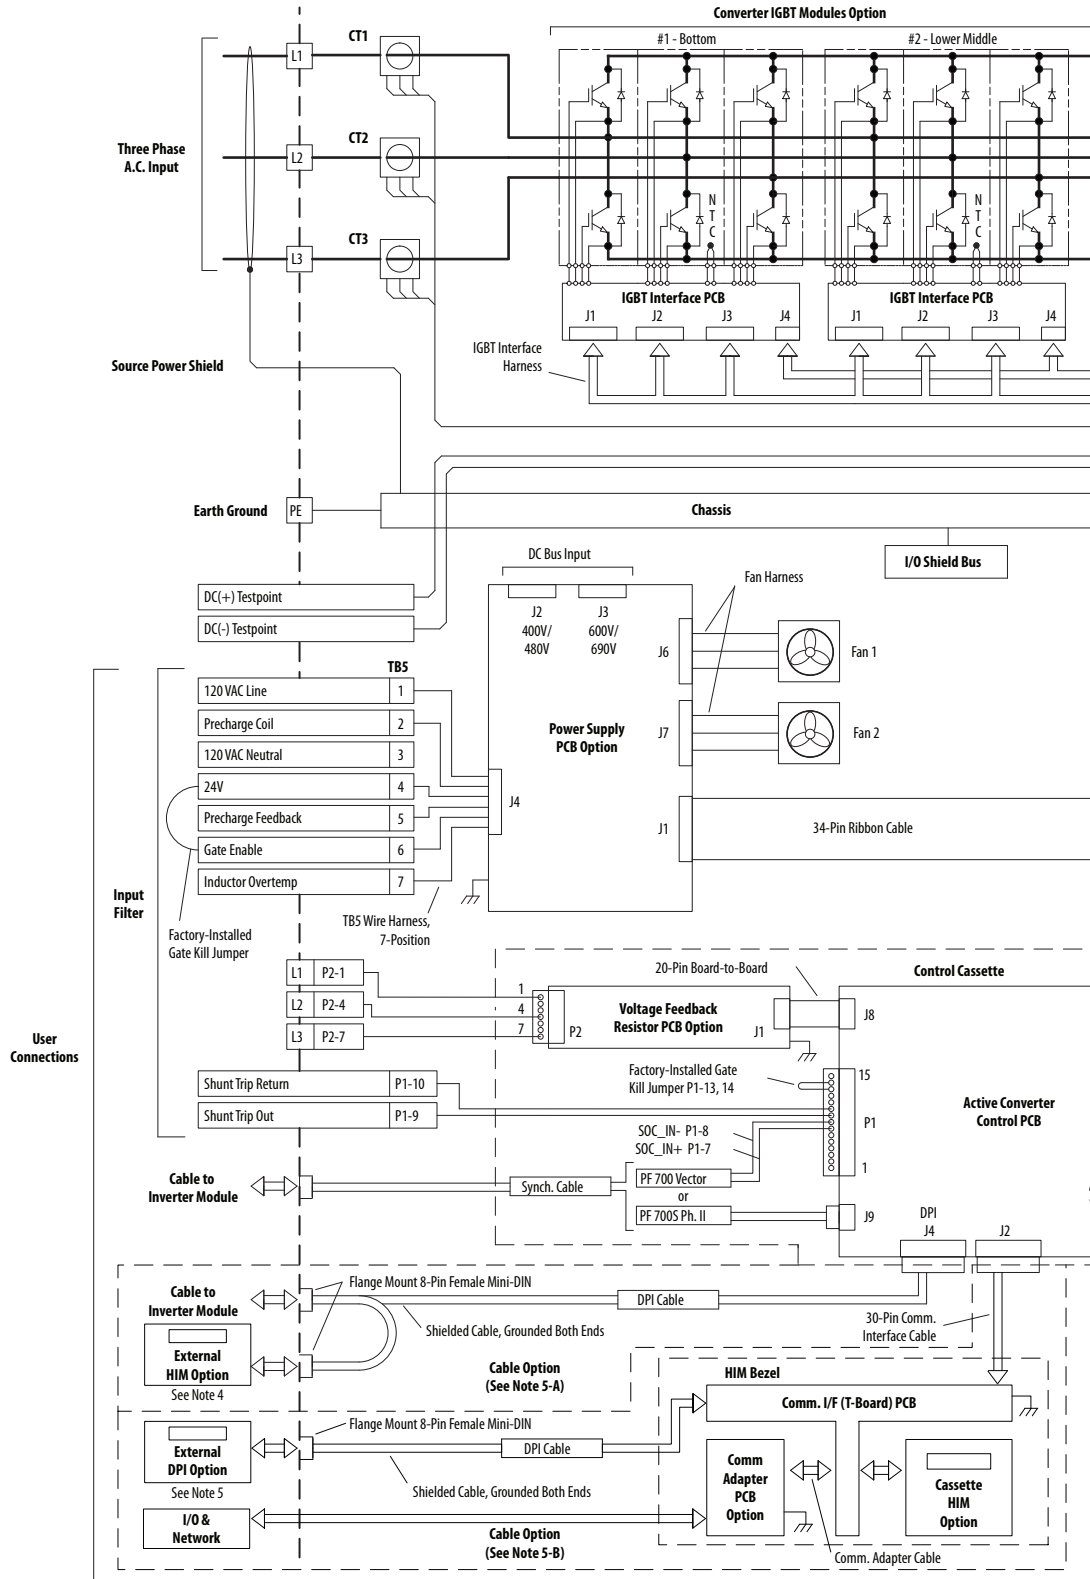 Converter IGBT Modules Option
#1 - Bottom
#2 - Lower Middle
CT1
L1
CT2
Three Phase
A.C. Input
L2
CT3
L3
N
T
C
N
T
C
IGBT Interface PCB
J1
J2
J3
J4
IGBT Interface PCB
J1
J2
J3
J4
IGBT Interface
Harness
Source Power Shield
Earth Ground
PE
Chassis
I/O Shield Bus
DC Bus Input
J2
400V/
480V
J3
600V/
690V
Fan Harness
DC(+) Testpoint
DC(-) Testpoint
J6
Fan 1
TB5
120 VAC Line
1
Precharge Coil
2
120 VAC Neutral
3
24V
4
Precharge Feedback
5
Gate Enable
6
Inductor Overtemp
7
J4
Power Supply
PCB Option
J7
Fan 2
J1
34-Pin Ribbon Cable
Input
Filter
Factory-Installed
Gate Kill Jumper
TB5 Wire Harness,
7-Position
L1
P2-1
L2
P2-4
L3
P2-7
20-Pin Board-to-Board
Control Cassette
1
4
7
P2
Voltage Feedback
Resistor PCB Option
J1
J8
User
Connections
Shunt Trip Return
P1-10
Shunt Trip Out
P1-9
Factory-Installed Gate
Kill Jumper P1-13, 14
15
P1
1
Active Converter
Control PCB
SOC_IN- P1-8
SOC_IN+ P1-7
Cable to
Inverter Module
Synch. Cable
PF 700 Vector
or
PF 700S Ph. II
J9
DPI
J4
J2
Cable to
Inverter Module
Flange Mount 8-Pin Female Mini-DIN
DPI Cable
Shielded Cable, Grounded Both Ends
30-Pin Comm.
Interface Cable
External
HIM Option
See Note 4
Cable Option
(See Note 5-A)
HIM Bezel
Comm. I/F (T-Board) PCB
Flange Mount 8-Pin Female Mini-DIN
External
DPI Option
See Note 5
DPI Cable
Shielded Cable, Grounded Both Ends
Comm
Adapter
PCB
Option
Cassette
HIM
Option
I/O &
Network
Cable Option
(See Note 5-B)
Comm. Adapter Cable